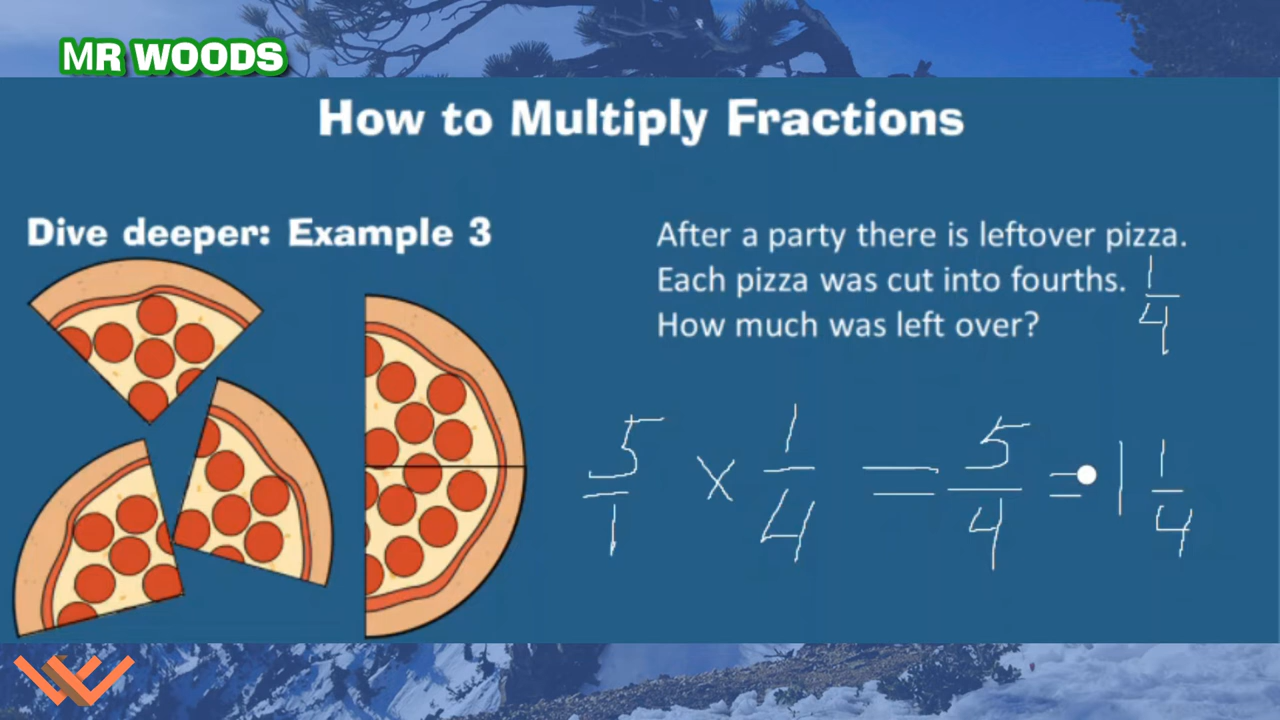 MR WOODS
How to Multiply Fractions
Dive deeper: Example 3
After a party there is leftover pizza.
Each pizza was cut into fourths. 1/4
How much was left over?
5/1 × 1/4 = 5/4 = 1 1/4